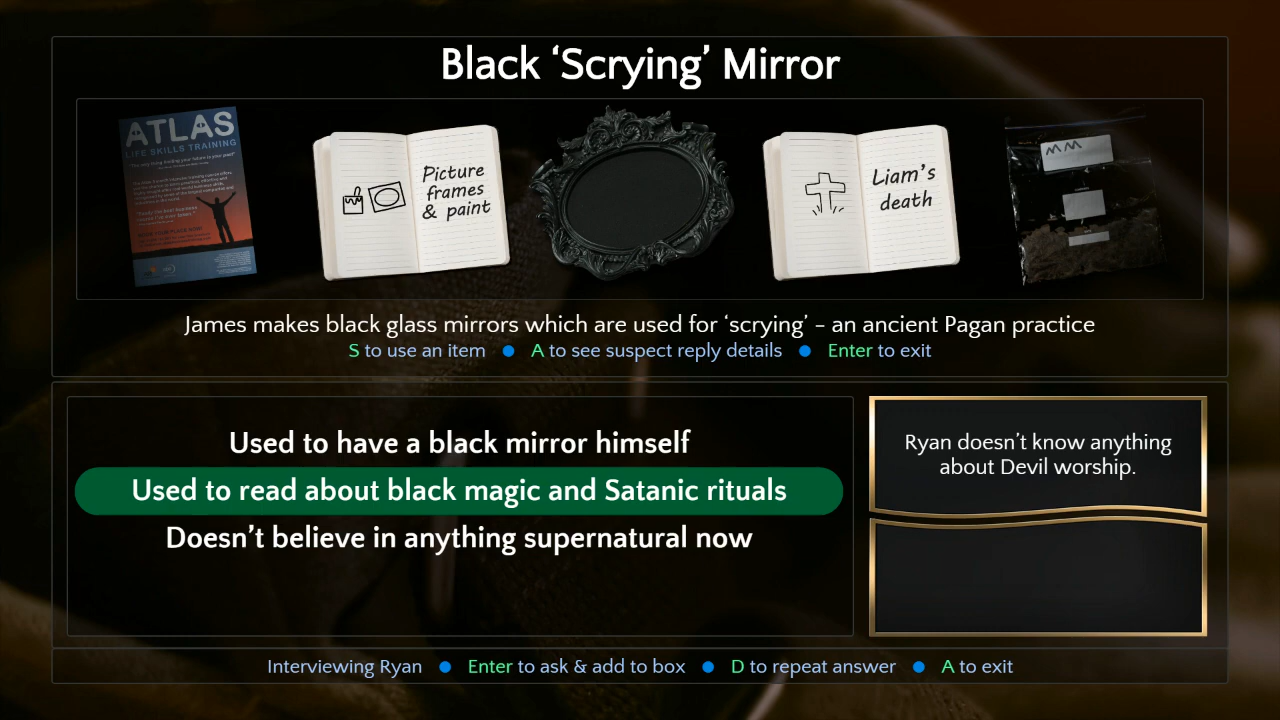 Black ‘Scrying’ Mirror
ATLAS
LIFE SKILLS TRAINING
Picture
frames
& paint
Liam’s
death
MM
James makes black glass mirrors which are used for ‘scrying’ – an ancient Pagan practice
S to use an item ● A to see suspect reply details ● Enter to exit
Used to have a black mirror himself
Used to read about black magic and Satanic rituals
Doesn’t believe in anything supernatural now
Ryan doesn’t know anything
about Devil worship.
Interviewing Ryan ● Enter to ask & add to box ● D to repeat answer ● A to exit